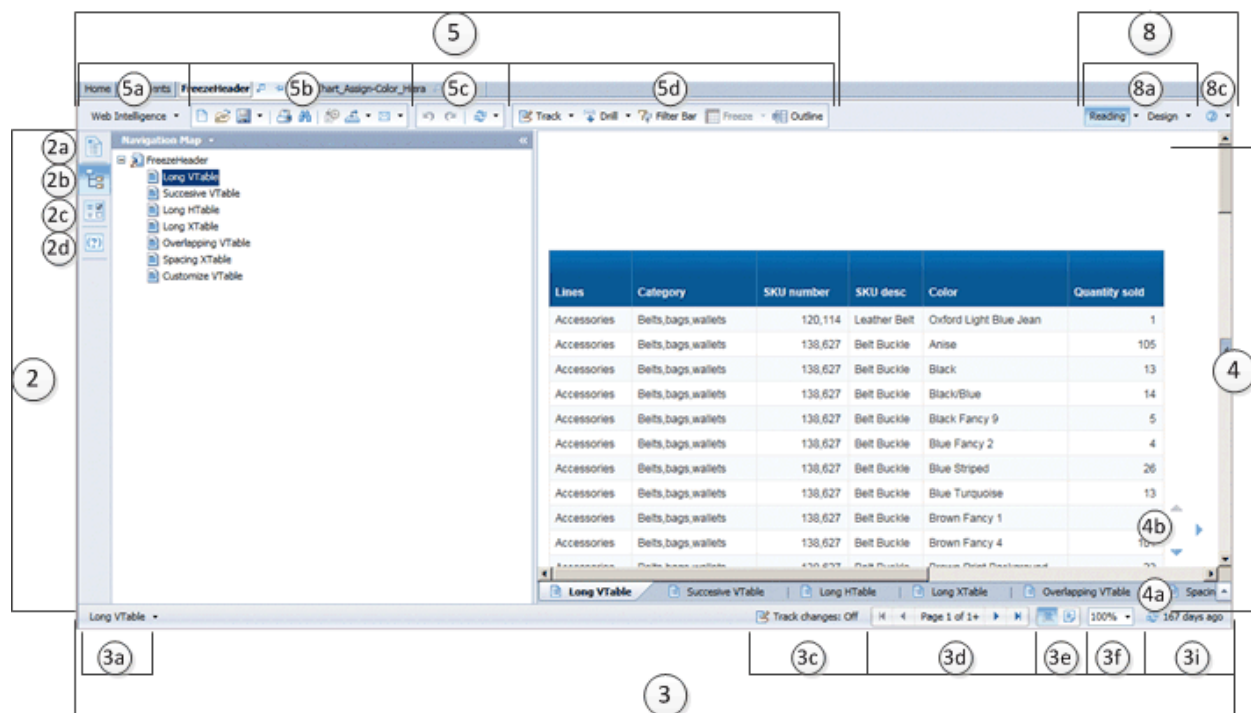 5
8
5a
5b
5c
5d
8a
8c
Home
FreezeHeader
Web Intelligence
Track
Drill
Filter Bar
Freeze
Outline
Reading
Design
2
2a
2b
2c
2d
Navigation Map
FreezeHeader
Long VTable
Succesive VTable
Long HTable
Long XTable
Overlapping VTable
Spacing XTable
Customize VTable
Lines Category SKU number SKU desc Color Quantity sold
Accessories Belts,bags,wallets 120,114 Leather Belt Oxford Light Blue Jean 1
Accessories Belts,bags,wallets 138,627 Belt Buckle Anise 105
Accessories Belts,bags,wallets 138,627 Belt Buckle Black 13
Accessories Belts,bags,wallets 138,627 Belt Buckle Black/Blue 14
Accessories Belts,bags,wallets 138,627 Belt Buckle Black Fancy 9 5
Accessories Belts,bags,wallets 138,627 Belt Buckle Blue Fancy 2 4
Accessories Belts,bags,wallets 138,627 Belt Buckle Blue Striped 26
Accessories Belts,bags,wallets 138,627 Belt Buckle Blue Turquoise 13
Accessories Belts,bags,wallets 138,627 Belt Buckle Brown Fancy 1
Accessories Belts,bags,wallets 138,627 Belt Buckle Brown Fancy 4
4
4b
Long VTable
Succesive VTable
Long HTable
Long XTable
Overlapping VTable
4a
Spacin
Long VTable
Track changes: Off
Page 1 of 1+
100%
167 days ago
3a
3c
3d
3e
3f
3i
3